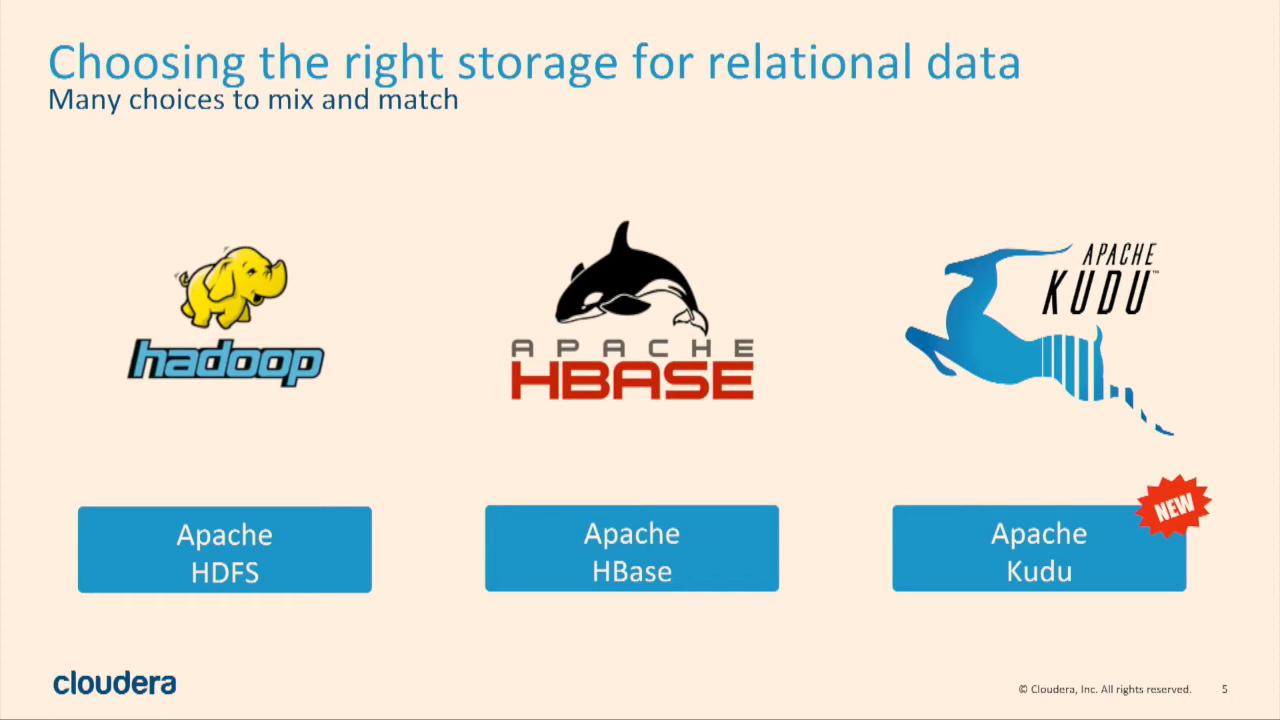 Choosing the right storage for relational data
Many choices to mix and match
hadoop
APACHE
HBASE
APACHE
KUDU™
Apache
HDFS
Apache
HBase
Apache
Kudu
NEW
cloudera
© Cloudera, Inc. All rights reserved. 5